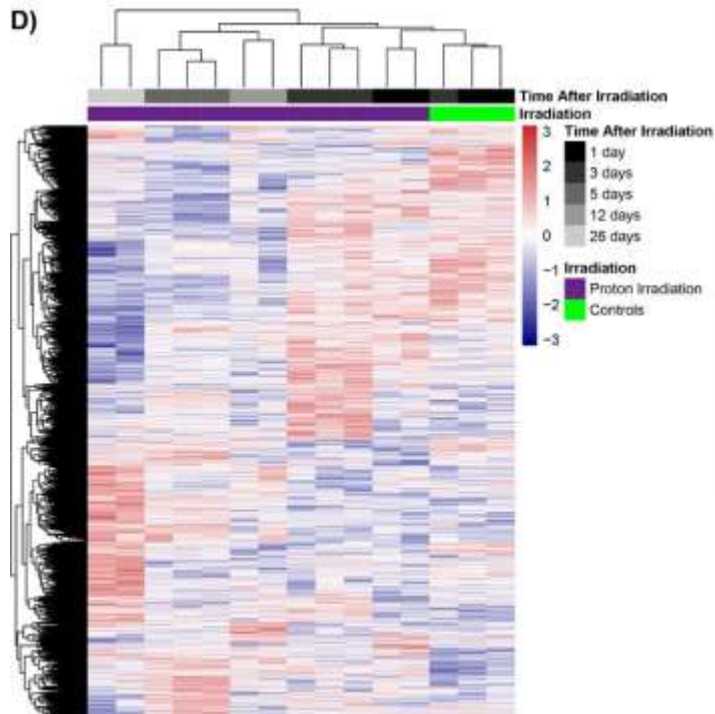 D)
Time After Irradiation
Irradiation
3
2
1
0
−1
−2
−3
Time After Irradiation
1 day
3 days
5 days
12 days
26 days
Irradiation
Proton Irradiation
Controls